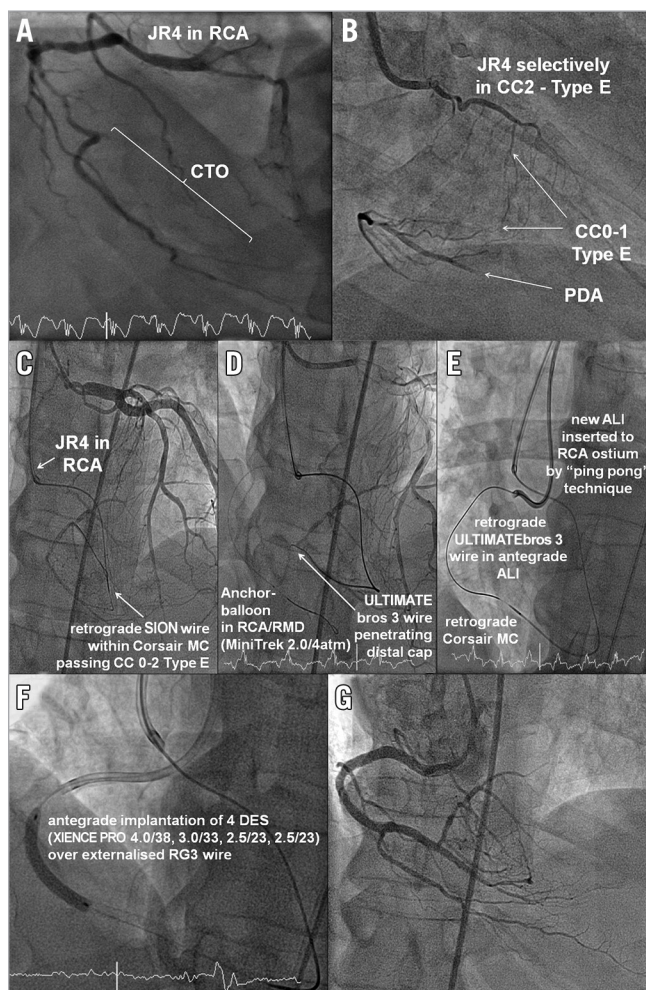 A
JR4 in RCA
CTO
B
JR4 selectively
in CC2 - Type E
CC0-1
Type E
PDA
C
JR4 in
RCA
retrograde SION wire
within Corsair MC
passing CC 0-2 Type E
D
Anchor-
balloon
in RCA/RMD
(MiniTrek 2.0/4atm)
ULTIMATE
bros 3 wire
penetrating
distal cap
E
new ALI
inserted to
RCA ostium
by “ping pong”
technique
retrograde
ULTIMATEbros 3
wire in antegrade
ALI
retrograde
Corsair MC
F
antegrade implantation of 4 DES
(XIENCE PRO 4.0/38, 3.0/33, 2.5/23, 2.5/23)
over externalised RG3 wire
G